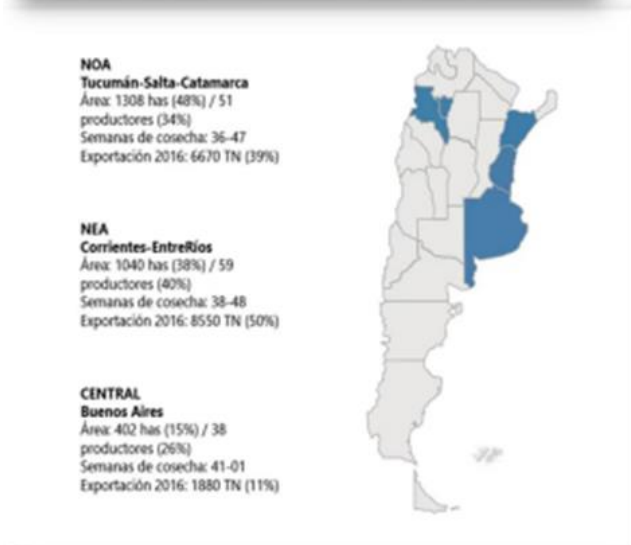 NOA
Tucumán-Salta-Catamarca
Área: 1308 has (48%) / 51
productores (34%)
Semanas de cosecha: 36-47
Exportación 2016: 6670 TN (39%)
NEA
Corrientes-EntreRíos
Área: 1040 has (38%) / 59
productores (40%)
Semanas de cosecha: 38-48
Exportación 2016: 8550 TN (50%)
CENTRAL
Buenos Aires
Área: 402 has (15%) / 38
productores (26%)
Semanas de cosecha: 41-01
Exportación 2016: 1880 TN (11%)